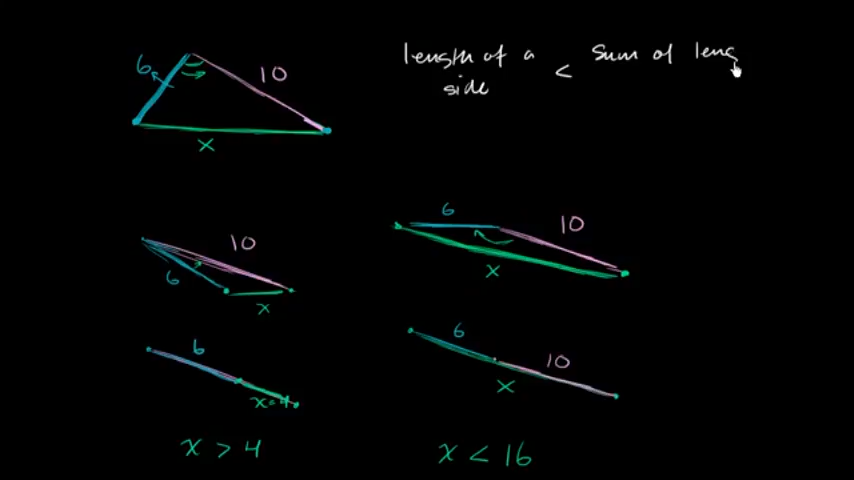 length of a
side
<
sum of leng
6
10
x
10
6
x
6
10
x
6
x=4
6
10
x
x > 4
x < 16